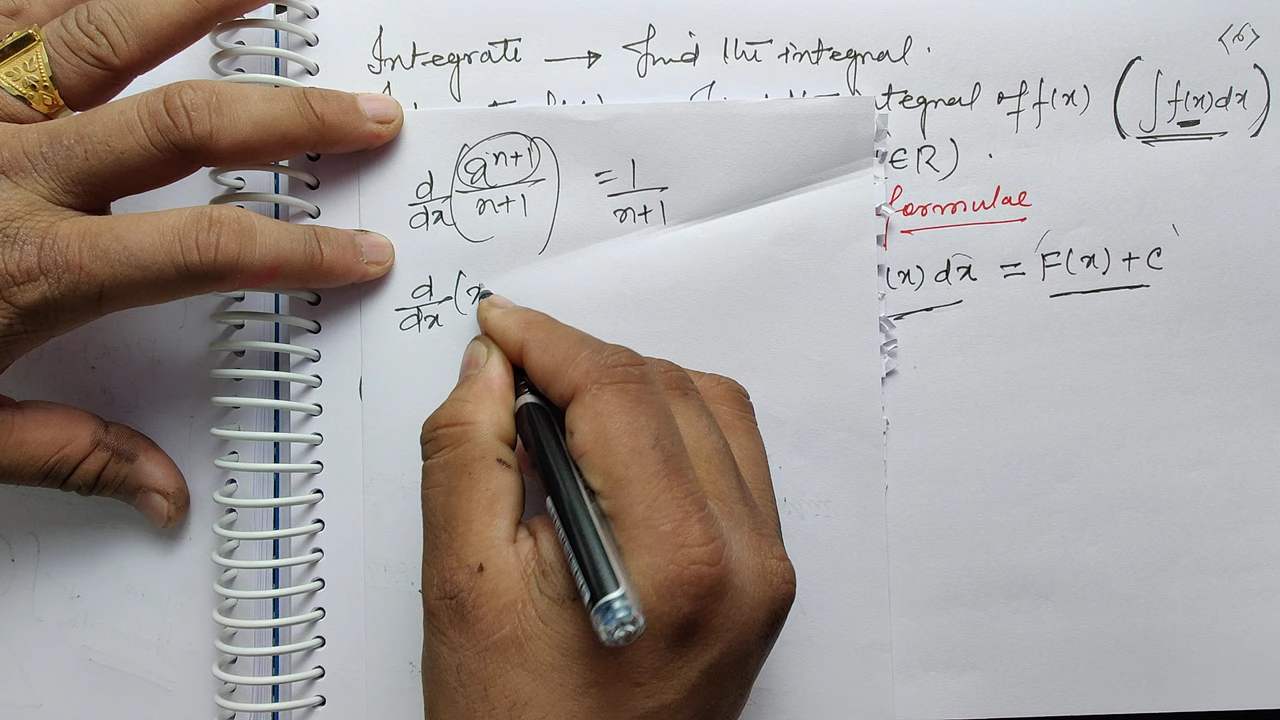 Integrate → find the integral. <6>
integral of f(x) (∫f(x)dx)
d/dx (x^(n+1)/(n+1)) = 1/(n+1) ∈R).
formulae
d/dx (x (x) dx = F(x) + C